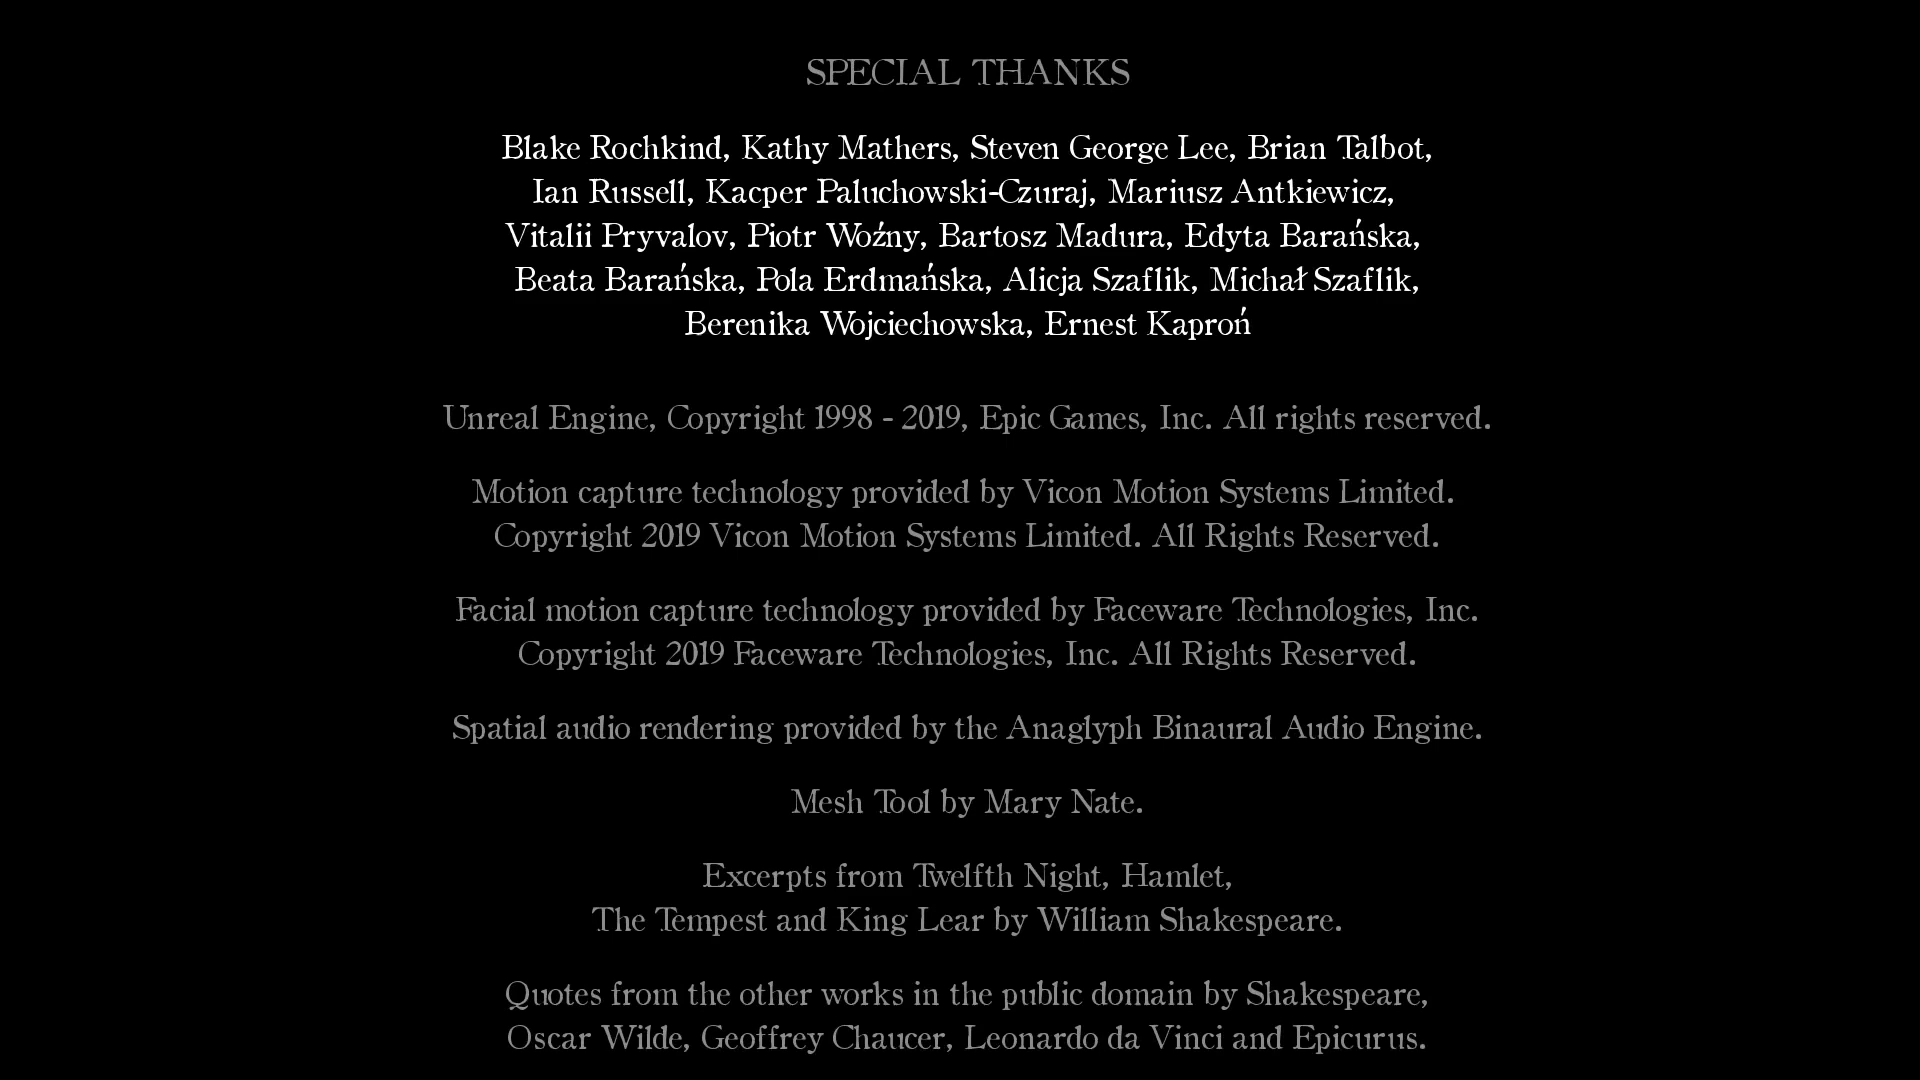 SPECIAL THANKS
Blake Rochkind, Kathy Mathers, Steven George Lee, Brian Talbot,
Ian Russell, Kacper Paluchowski-Czuraj, Mariusz Antkiewicz,
Vitalii Pryvalov, Piotr Woźny, Bartosz Madura, Edyta Barańska,
Beata Barańska, Pola Erdmańska, Alicja Szaflik, Michał Szaflik,
Berenika Wojciechowska, Ernest Kaproń
Unreal Engine, Copyright 1998 - 2019, Epic Games, Inc. All rights reserved.
Motion capture technology provided by Vicon Motion Systems Limited.
Copyright 2019 Vicon Motion Systems Limited. All Rights Reserved.
Facial motion capture technology provided by Faceware Technologies, Inc.
Copyright 2019 Faceware Technologies, Inc. All Rights Reserved.
Spatial audio rendering provided by the Anaglyph Binaural Audio Engine.
Mesh Tool by Mary Nate.
Excerpts from Twelfth Night, Hamlet,
The Tempest and King Lear by William Shakespeare.
Quotes from the other works in the public domain by Shakespeare,
Oscar Wilde, Geoffrey Chaucer, Leonardo da Vinci and Epicurus.